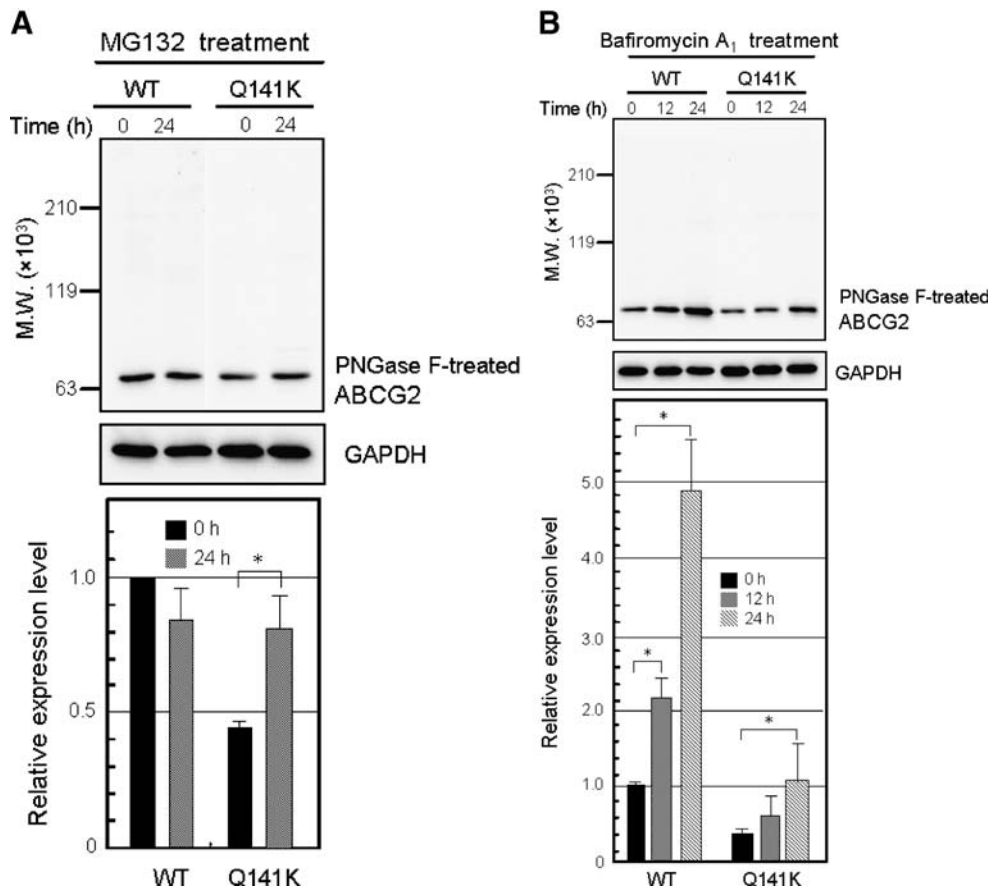 A
MG132 treatment
WT Q141K
Time (h) 0 24 0 24
M.W. (×10³)
210
119
63
PNGase F-treated
ABCG2
GAPDH
Relative expression level
1.0
0.5
0
0 h
24 h
*
WT Q141K
B
Bafiromycin A₁ treatment
WT Q141K
Time (h) 0 12 24 0 12 24
M.W. (×10³)
210
119
63
PNGase F-treated
ABCG2
GAPDH
Relative expression level
*
5.0
4.0
3.0
2.0
1.0
0
0h
12 h
24 h
*
*
WT Q141K